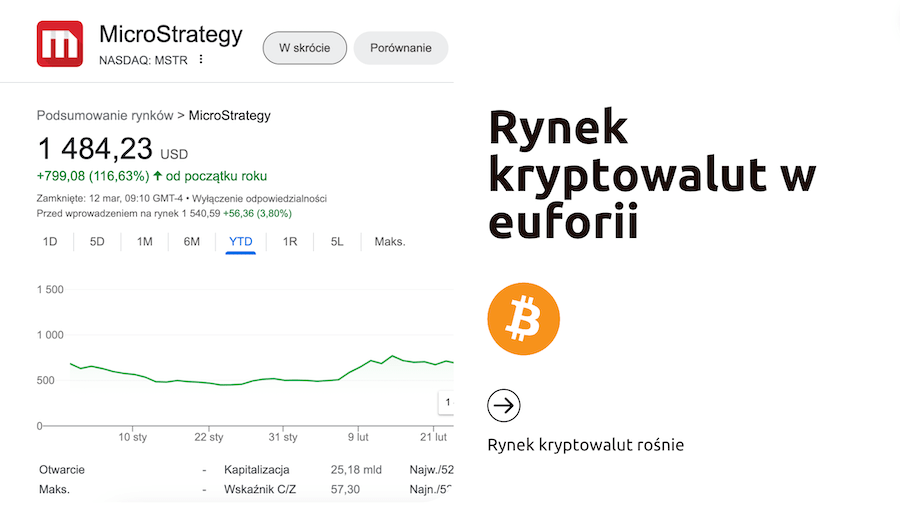 MicroStrategy
NASDAQ: MSTR
W skrócie
Porównanie
Podsumowanie rynków > MicroStrategy
1 484,23 USD
+799,08 (116,63%) ↑ od początku roku
Zamknięte: 12 mar, 09:10 GMT-4 • Wyłączenie odpowiedzialności
Przed wprowadzeniem na rynek 1 540,59 +56,36 (3,80%)
1D 5D 1M 6M YTD 1R 5L Maks.
1 500
1 000
500
0
1
10 sty 22 sty 31 sty 9 lut 21 lut
Otwarcie - Kapitalizacja 25,18 mld Najw./52
Maks. - Wskaźnik C/Z 57,30 Najn./52
Rynek
kryptowalut w
euforii
Rynek kryptowalut rośnie